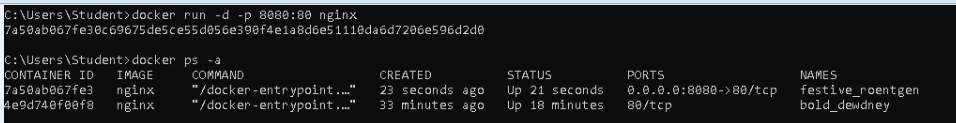 C:\Users\Student>docker run -d -p 8080:80 nginx
7a50ab067fe30c69675de5ce55d056e390f4e1a8d6e51110da6d7206e596d2d0
C:\Users\Student>docker ps -a
CONTAINER ID   IMAGE     COMMAND                  CREATED          STATUS          PORTS                  NAMES
7a50ab067fe3   nginx     "/docker-entrypoint.…"   23 seconds ago   Up 21 seconds   0.0.0.0:8080->80/tcp   festive_roentgen
4e9d740f00f8   nginx     "/docker-entrypoint.…"   33 minutes ago   Up 18 minutes   80/tcp                 bold_dewdney